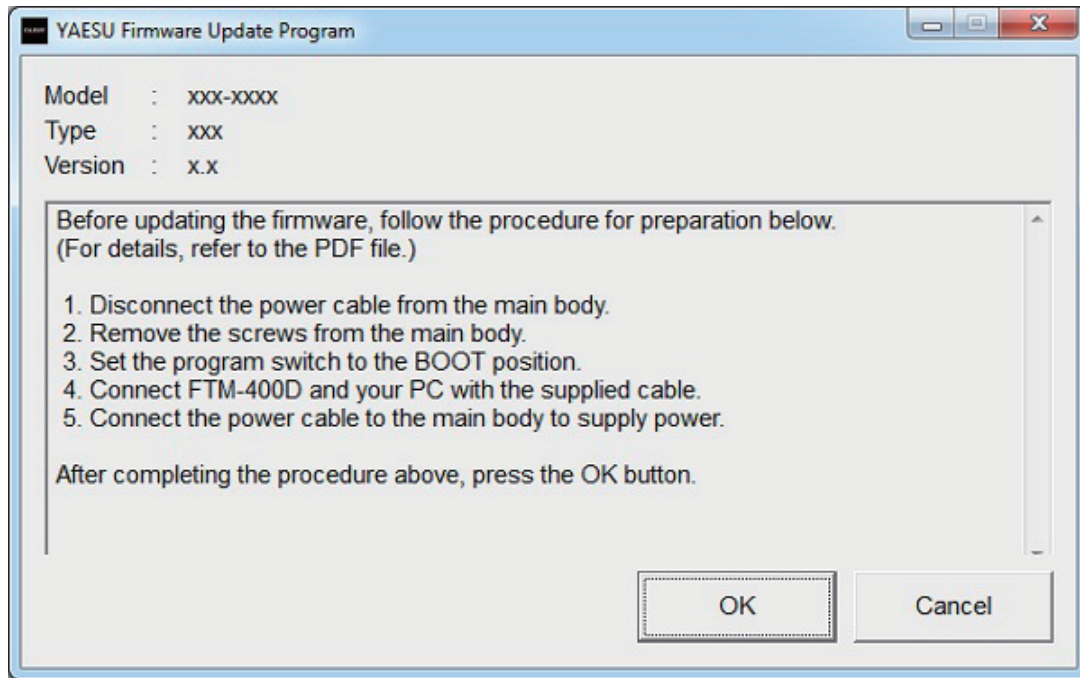 YAESU Firmware Update Program
Model : xxx-xxxx
Type : xxx
Version : x.x
Before updating the firmware, follow the procedure for preparation below.
(For details, refer to the PDF file.)
1. Disconnect the power cable from the main body.
2. Remove the screws from the main body.
3. Set the program switch to the BOOT position.
4. Connect FTM-400D and your PC with the supplied cable.
5. Connect the power cable to the main body to supply power.
After completing the procedure above, press the OK button.
OK Cancel